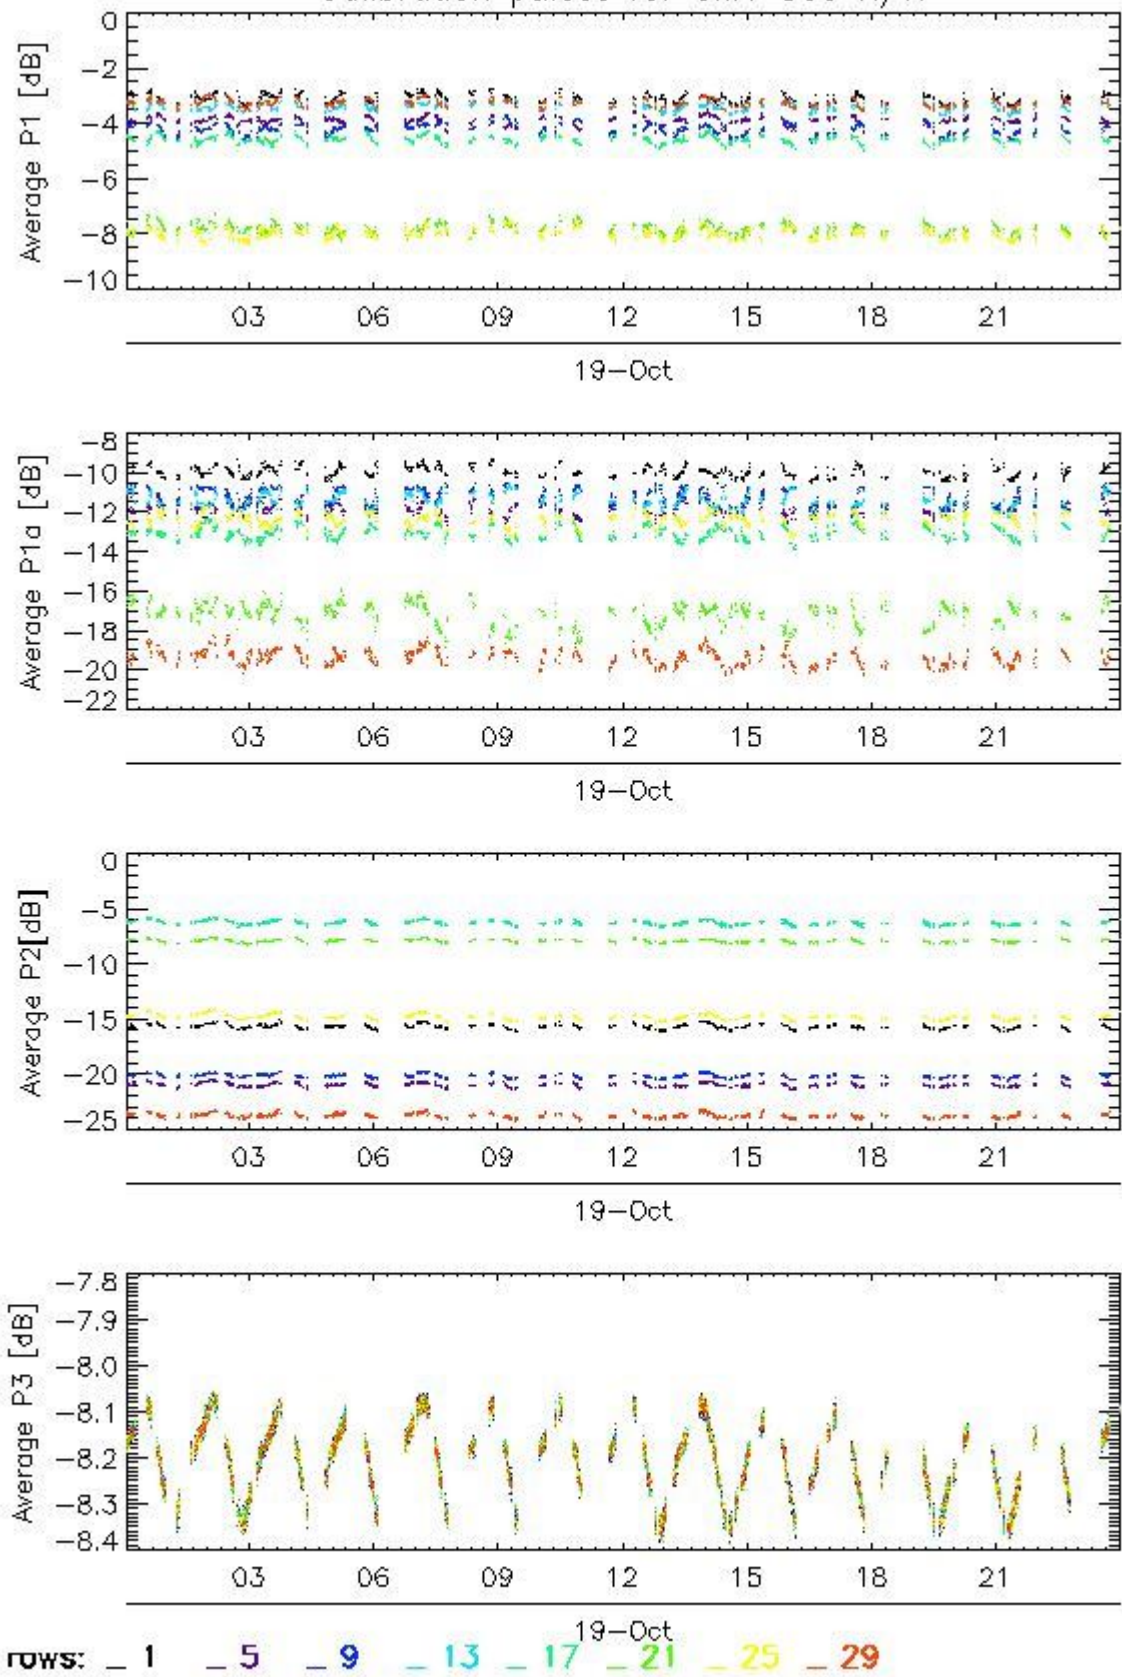 0
−2
−4
−6
−8
−10
Average P1 [dB]
03 06 09 12 15 18 21
19−Oct
−8
−10
−12
−14
−16
−18
−20
−22
Average P1a [dB]
03 06 09 12 15 18 21
19−Oct
0
−5
−10
−15
−20
−25
Average P2[dB]
03 06 09 12 15 18 21
19−Oct
−7.8
−7.9
−8.0
−8.1
−8.2
−8.3
−8.4
Average P3 [dB]
03 06 09 12 15 18 21
19−Oct
rows: _ 1 _ 5 _ 9 _ 13 _ 17 _ 21 _ 25 _ 29